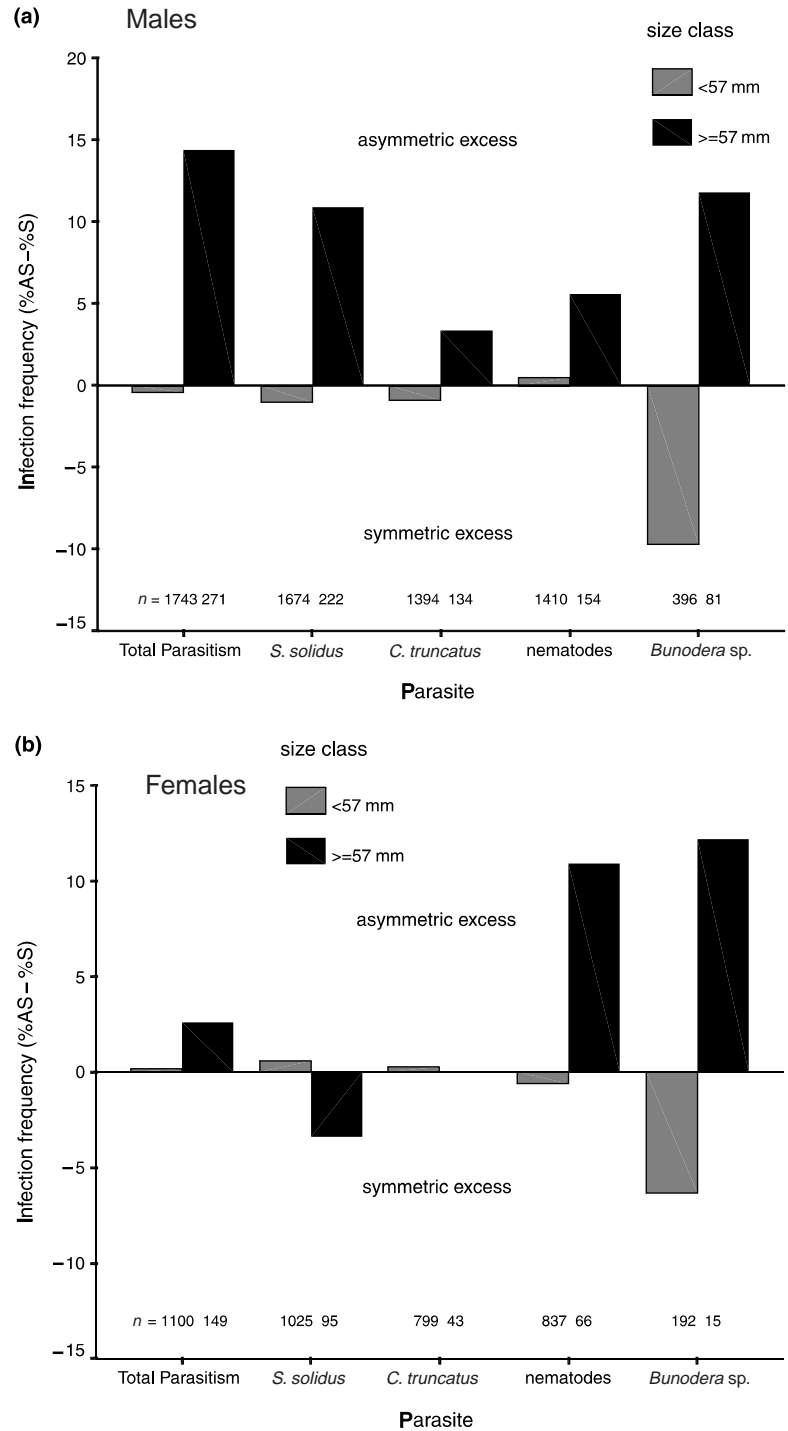 (a) Males
size class
<57 mm
>=57 mm
20
15
10
5
0
−5
−10
−15
Infection frequency (%AS−%S)
asymmetric excess
symmetric excess
n = 1743 271 1674 222 1394 134 1410 154 396 81
Total Parasitism S. solidus C. truncatus nematodes Bunodera sp.
Parasite
(b) Females
size class
<57 mm
>=57 mm
15
10
5
0
−5
−10
−15
Infection frequency (%AS − %S)
asymmetric excess
symmetric excess
n = 1100 149 1025 95 799 43 837 66 192 15
Total Parasitism S. solidus C. truncatus nematodes Bunodera sp.
Parasite